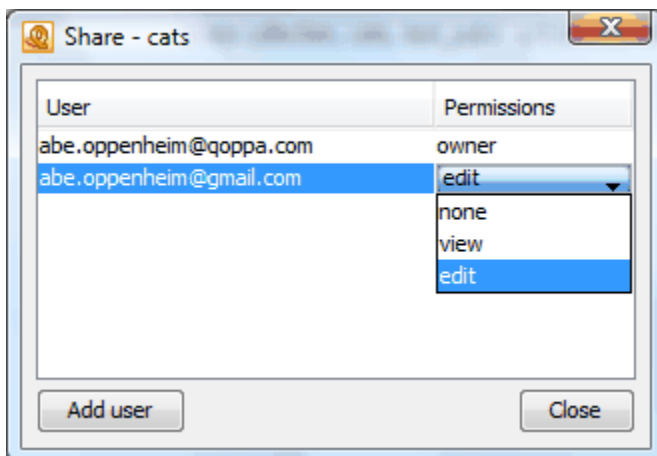 Share - cats
User Permissions
abe.oppenheim@qoppa.com owner
abe.oppenheim@gmail.com edit
none
view
edit
Add user Close